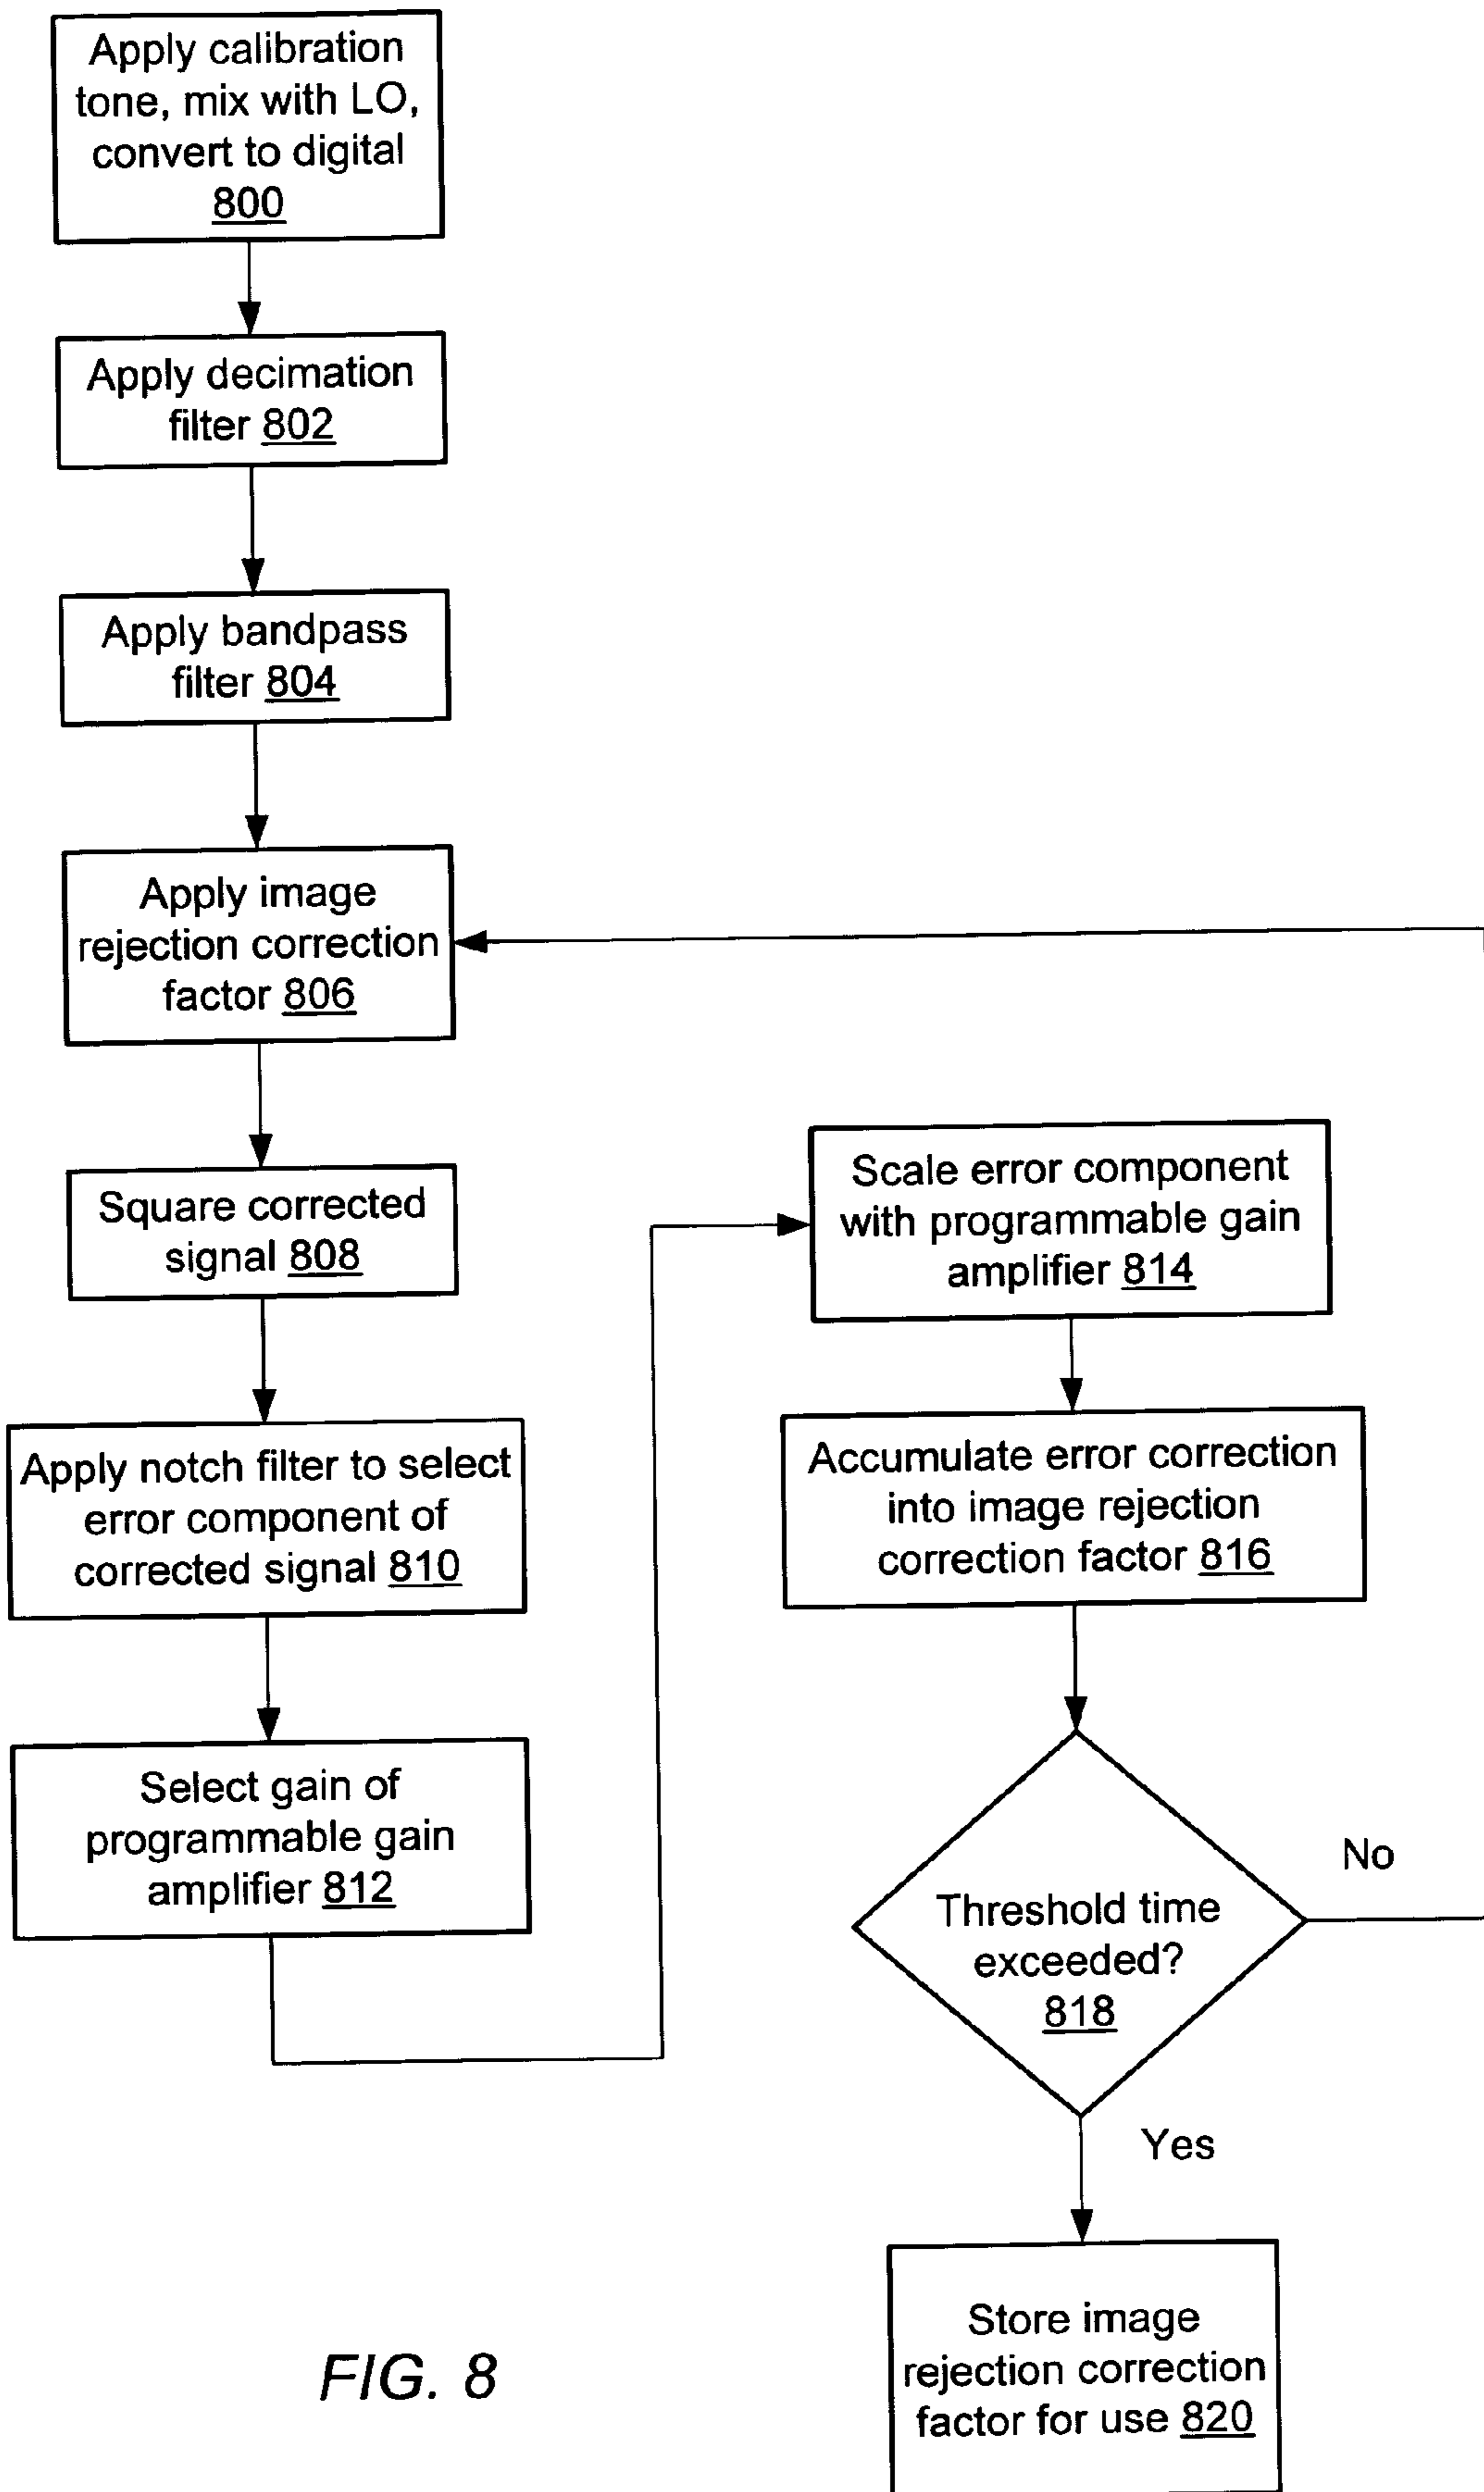 Apply calibration
tone, mix with LO,
convert to digital
800
Apply decimation
filter 802
Apply bandpass
filter 804
Apply image
rejection correction
factor 806
Square corrected
signal 808
Apply notch filter to select
error component of
corrected signal 810
Select gain of
programmable gain
amplifier 812
Scale error component
with programmable gain
amplifier 814
Accumulate error correction
into image rejection
correction factor 816
Threshold time
exceeded?
818
No
Yes
Store image
rejection correction
factor for use 820
FIG. 8